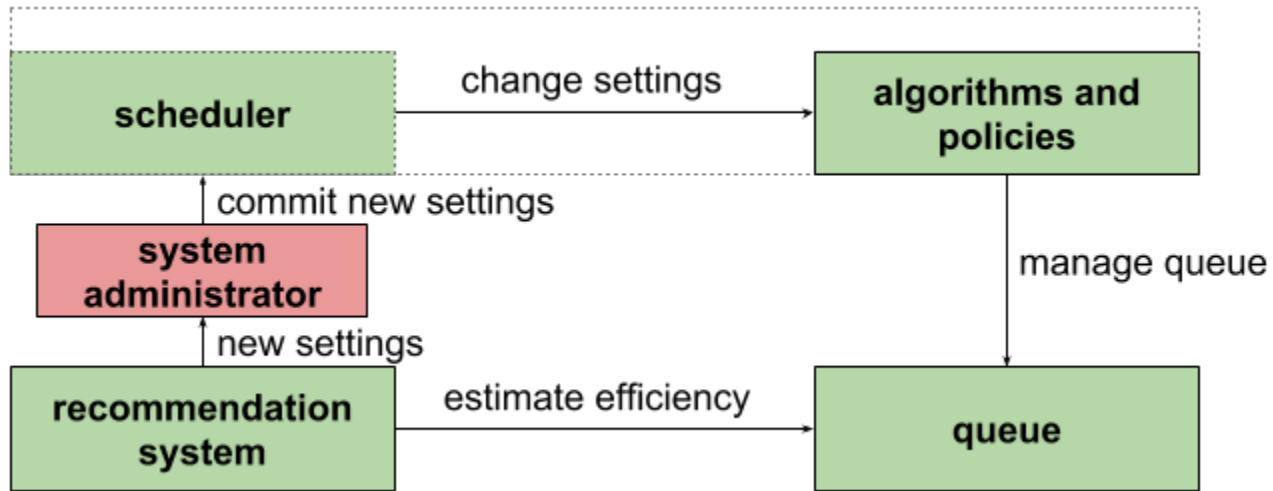 scheduler
change settings
algorithms and
policies
commit new settings
system
administrator
manage queue
new settings
recommendation
system
estimate efficiency
queue